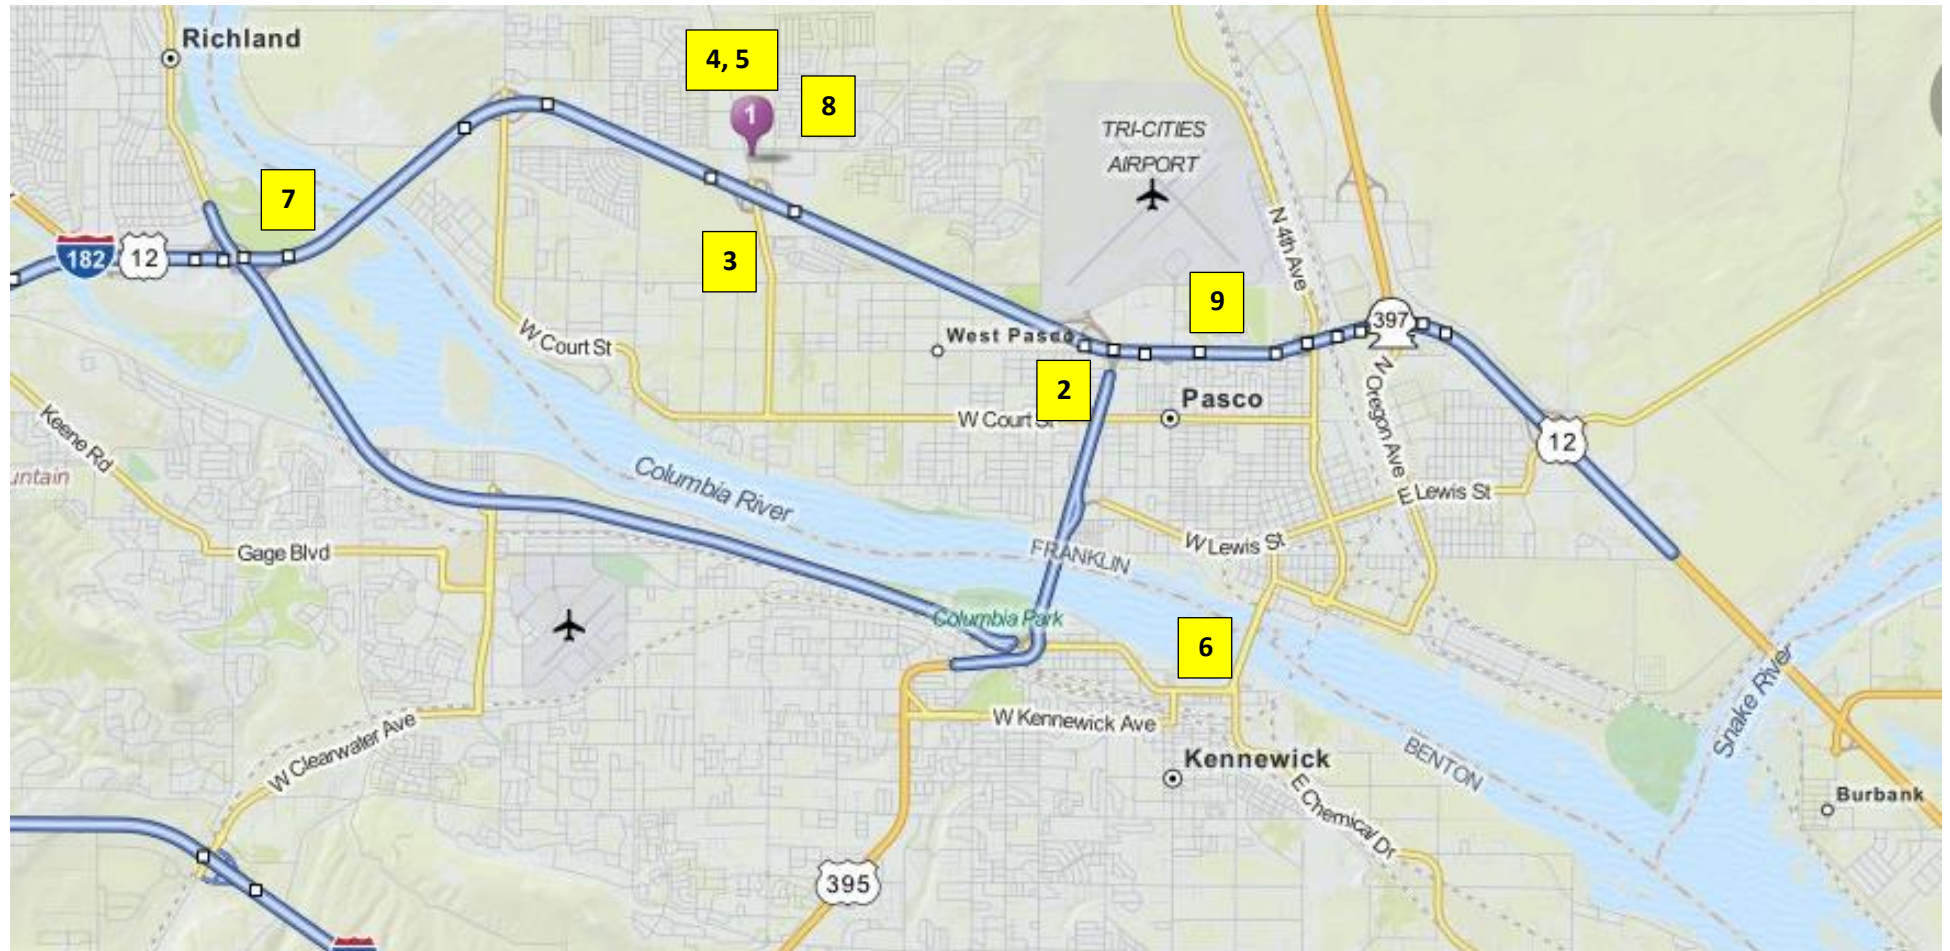 Richland
4, 5
1
8
TRI-CITIES
AIRPORT
7
182
12
3
N 4th Ave
9
397
West Pasco
W Court St
2
Pasco
W Court St
N Oregon Ave
12
Keene Rd
untain
Columbia River
E Lewis St
W Lewis St
Gage Blvd
FRANKLIN
Columbia Park
6
Snake River
W Kennewick Ave
W Clearwater Ave
BENTON
Kennewick
E Chemical Dr
Burbank
395